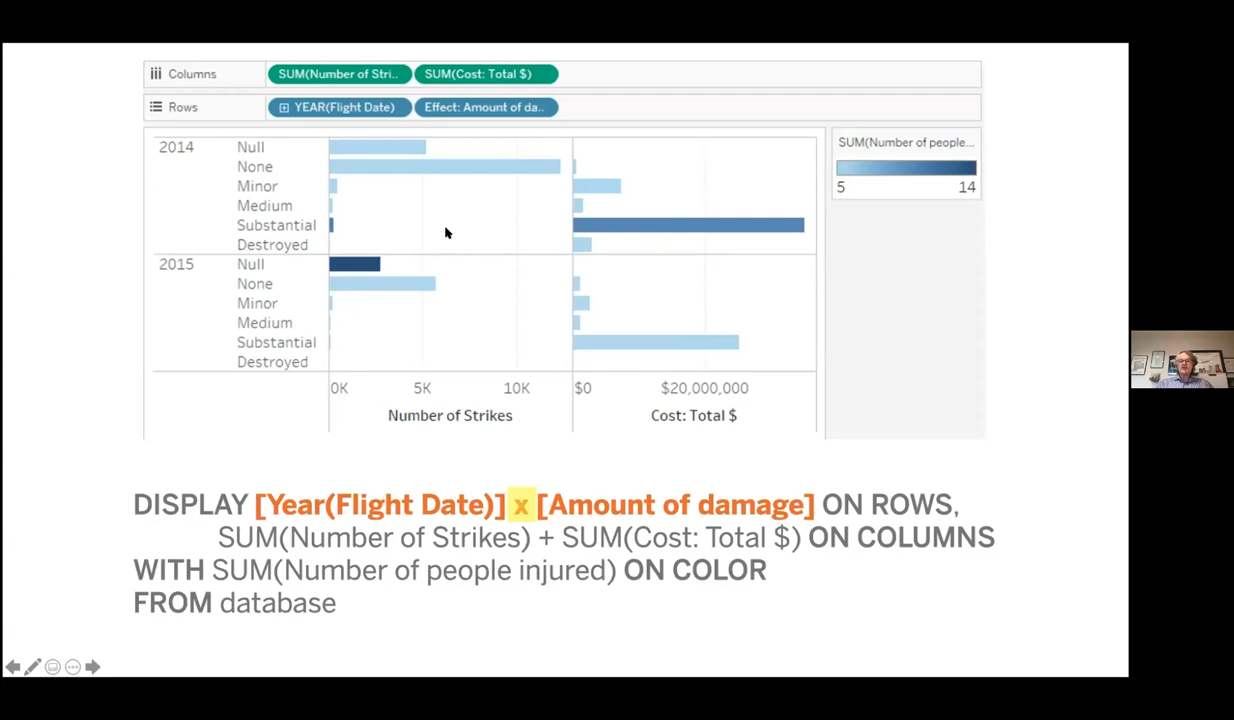 Columns SUM(Number of Stri.. SUM(Cost: Total $)
Rows YEAR(Flight Date) Effect: Amount of da..
SUM(Number of people...
5 14
2014 Null
None
Minor
Medium
Substantial
Destroyed
2015 Null
None
Minor
Medium
Substantial
Destroyed
0K 5K 10K $0 $20,000,000
Number of Strikes Cost: Total $
DISPLAY [Year(Flight Date)] x [Amount of damage] ON ROWS,
SUM(Number of Strikes) + SUM(Cost: Total $) ON COLUMNS
WITH SUM(Number of people injured) ON COLOR
FROM database